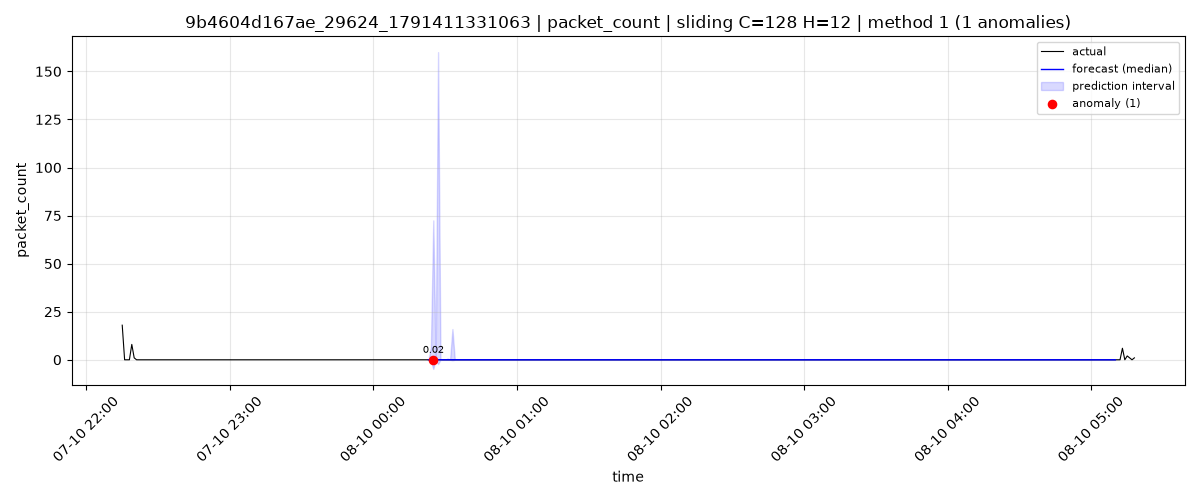 9b4604d167ae_29624_1791411331063 | packet_count | sliding C=128 H=12 | method 1 (1 anomalies)
actual
forecast (median)
prediction interval
anomaly (1)
packet_count
150
125
100
75
50
25
0
0.02
07-10 22:00
07-10 23:00
08-10 00:00
08-10 01:00
08-10 02:00
08-10 03:00
08-10 04:00
08-10 05:00
time